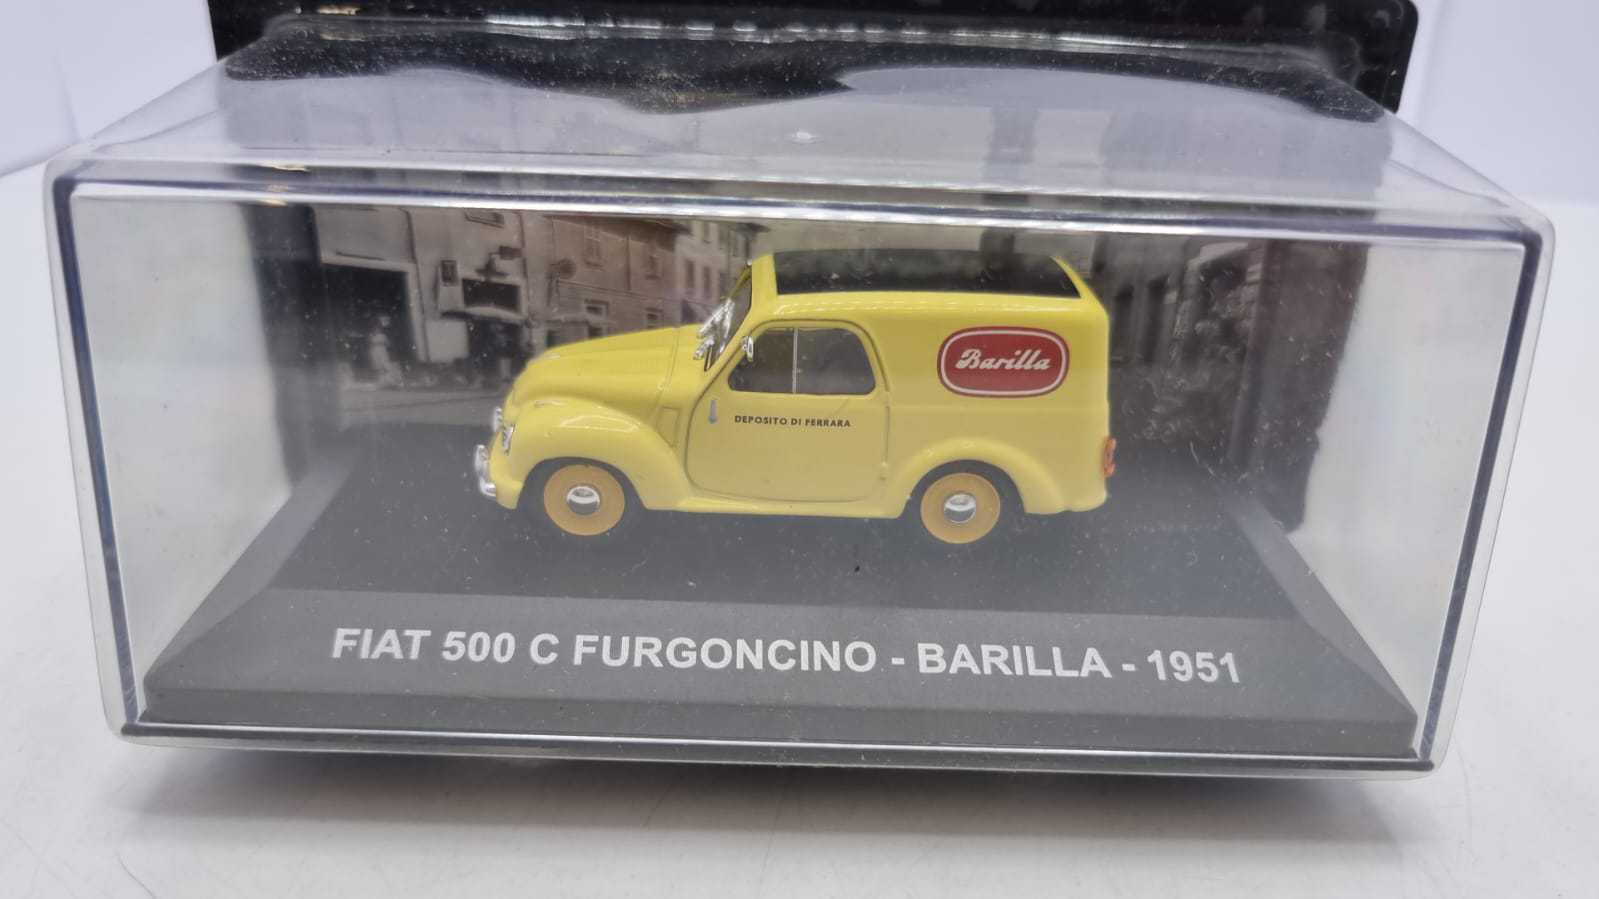 Barilla
DEPOSITO DI FERRARA
FIAT 500 C FURGONCINO - BARILLA - 1951